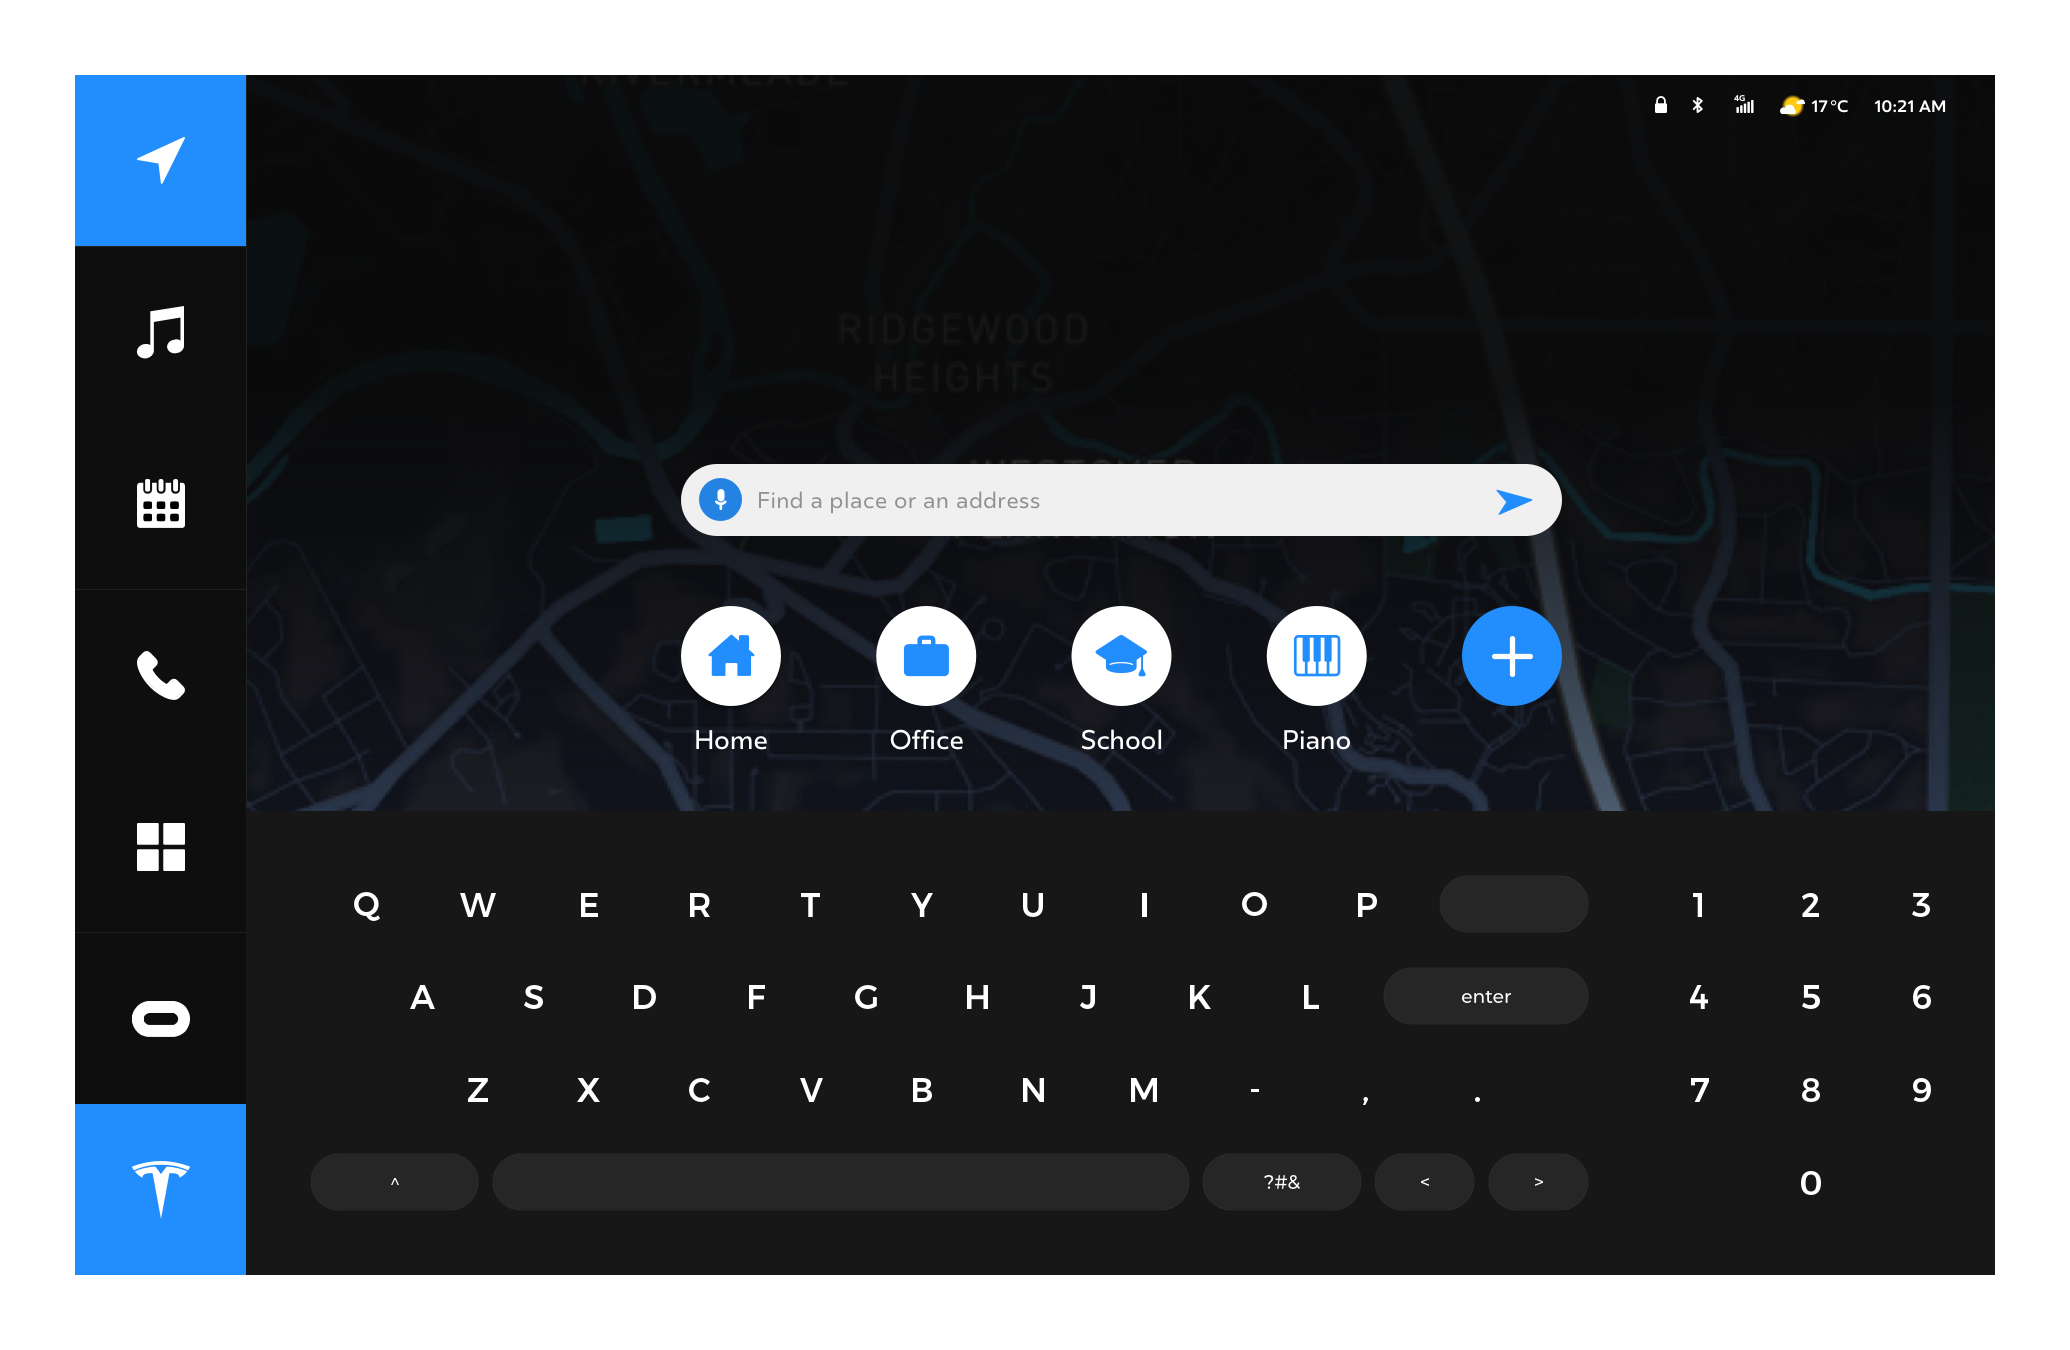 4G
17°C 10:21 AM
RIDGEWOOD
HEIGHTS
Find a place or an address
Home Office School Piano
Q W E R T Y U I O P 1 2 3
A S D F G H J K L enter 4 5 6
Z X C V B N M - , . 7 8 9
^ ?#& < > 0